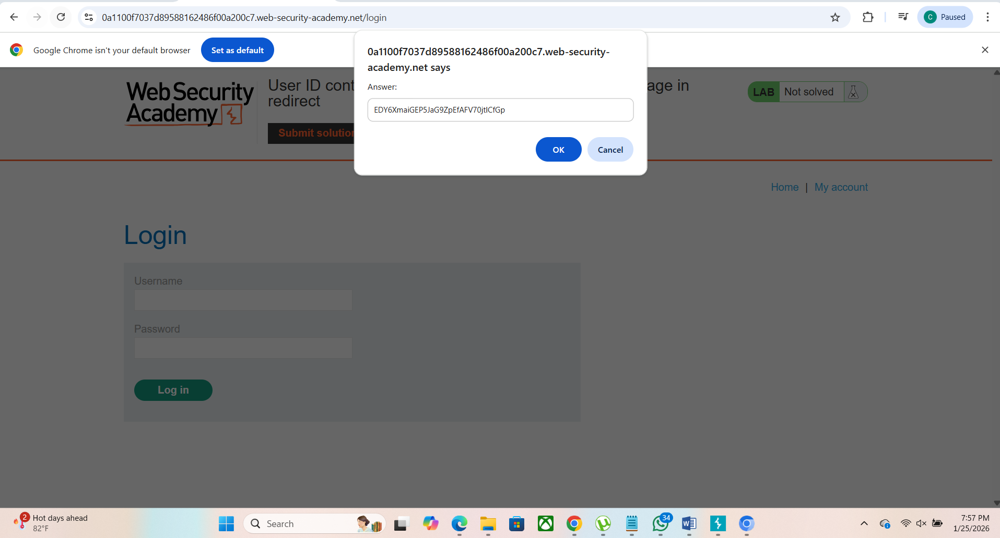 0a1100f7037d89588162486f00a200c7.web-security-academy.net/login
C
Paused
Google Chrome isn't your default browser
Set as default
0a1100f7037d89588162486f00a200c7.web-security-
academy.net says
Answer:
EDY6XmaiGEP5JaG9ZpEfAFV70jtICfGp
OK
Cancel
Web Security
Academy
User ID cont
age in
redirect
Submit solution
LAB
Not solved
Home | My account
Login
Username
Password
Log in
2
Hot days ahead
82°F
Search
34
7:57 PM
1/25/2026